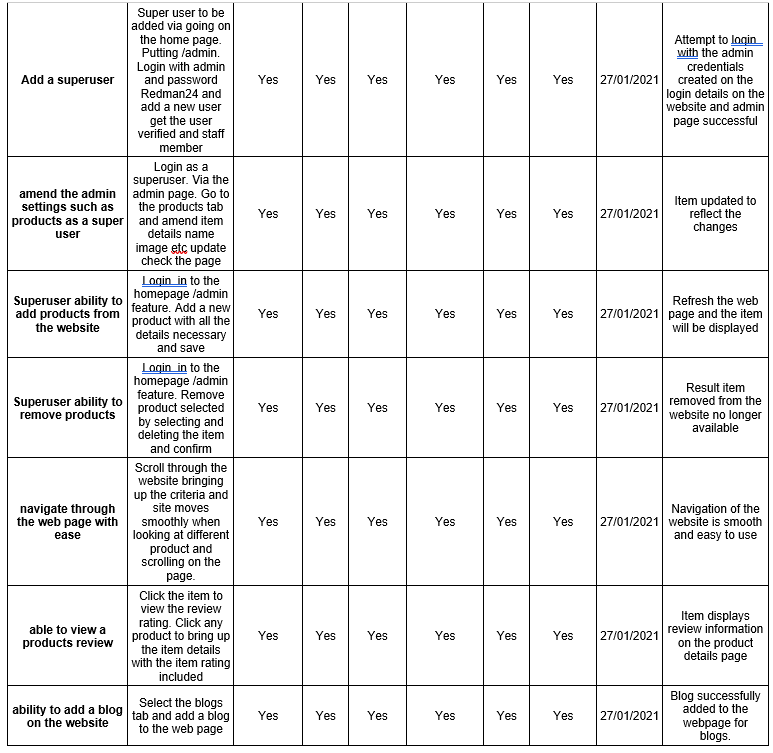 Add a superuser
Super user to be
added via going on
the home page.
Putting /admin.
Login with admin
and password
Redman24 and
add a new user
get the user
verified and staff
member
Yes
Yes
Yes
Yes
Yes
Yes
27/01/2021
Attempt to login
with the admin
credentials
created on the
login details on the
website and admin
page successful
amend the admin
settings such as
products as a super
user
Login as a
superuser. Via the
admin page. Go to
the products tab
and amend item
details name
image etc update
check the page
Yes
Yes
Yes
Yes
Yes
Yes
27/01/2021
Item updated to
reflect the
changes
Superuser ability to
add products from
the website
Login in to the
homepage /admin
feature. Add a new
product with all the
details necessary
and save
Yes
Yes
Yes
Yes
Yes
Yes
27/01/2021
Refresh the web
page and the item
will be displayed
Superuser ability to
remove products
Login in to the
homepage /admin
feature. Remove
product selected
by selecting and
deleting the item
and confirm
Yes
Yes
Yes
Yes
Yes
Yes
27/01/2021
Result item
removed from the
website no longer
available
navigate through
the web page with
ease
Scroll through the
website bringing
up the criteria and
site moves
smoothly when
looking at different
product and
scrolling on the
page.
Yes
Yes
Yes
Yes
Yes
Yes
27/01/2021
Navigation of the
website is smooth
and easy to use
able to view a
products review
Click the item to
view the review
rating. Click any
product to bring up
the item details
with the item rating
included
Yes
Yes
Yes
Yes
Yes
Yes
27/01/2021
Item displays
review information
on the product
details page
ability to add a blog
on the website
Select the blogs
tab and add a blog
to the web page
Yes
Yes
Yes
Yes
Yes
Yes
27/01/2021
Blog successfully
added to the
webpage for
blogs.